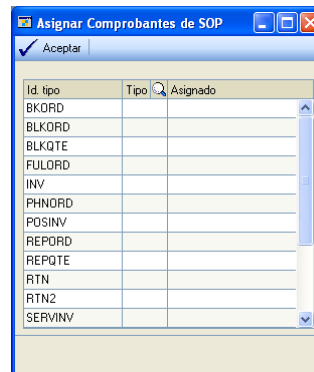 Asignar Comprobantes de SOP
Aceptar
Id. tipo Tipo Asignado
BKORD
BLKORD
BLKQTE
FULORD
INV
PHNORD
POSINV
REPORD
REPQTE
RTN
RTN2
SERVINV